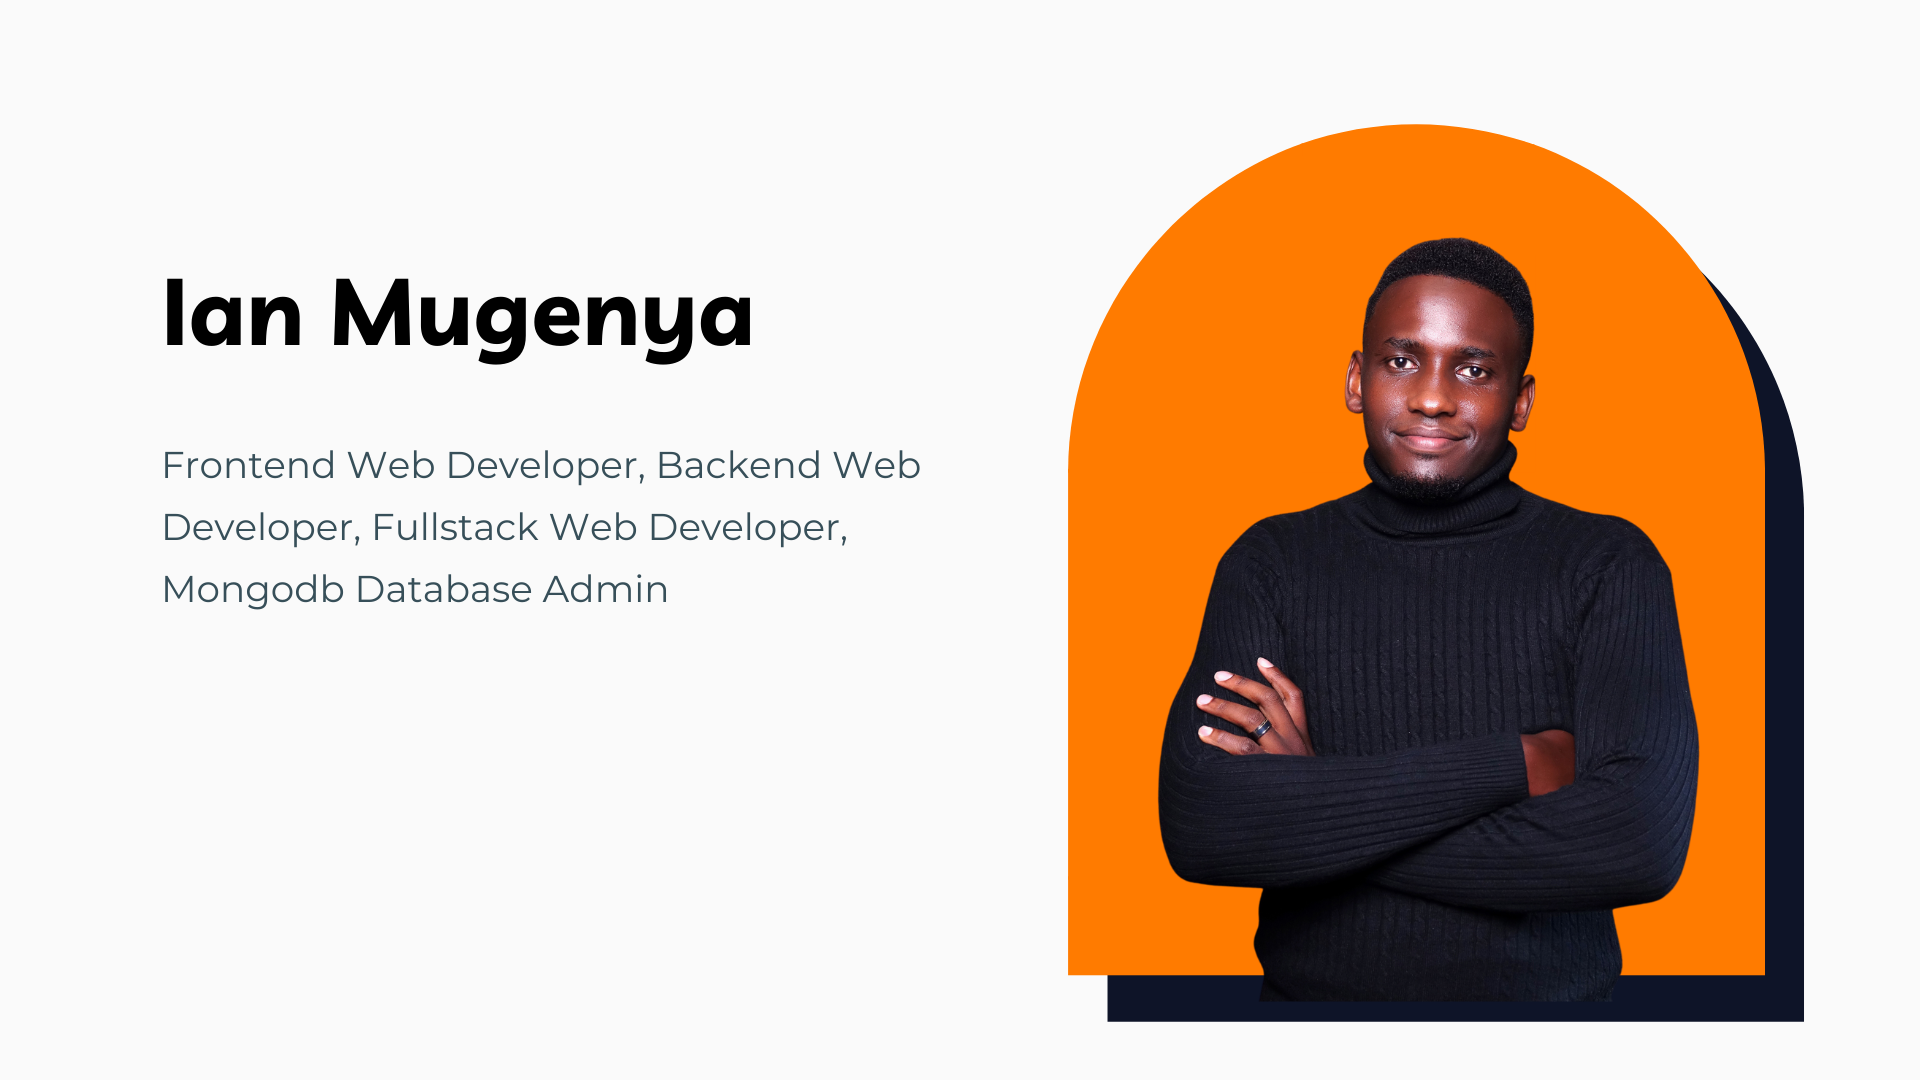 Ian Mugenya
Frontend Web Developer, Backend Web
Developer, Fullstack Web Developer,
Mongodb Database Admin